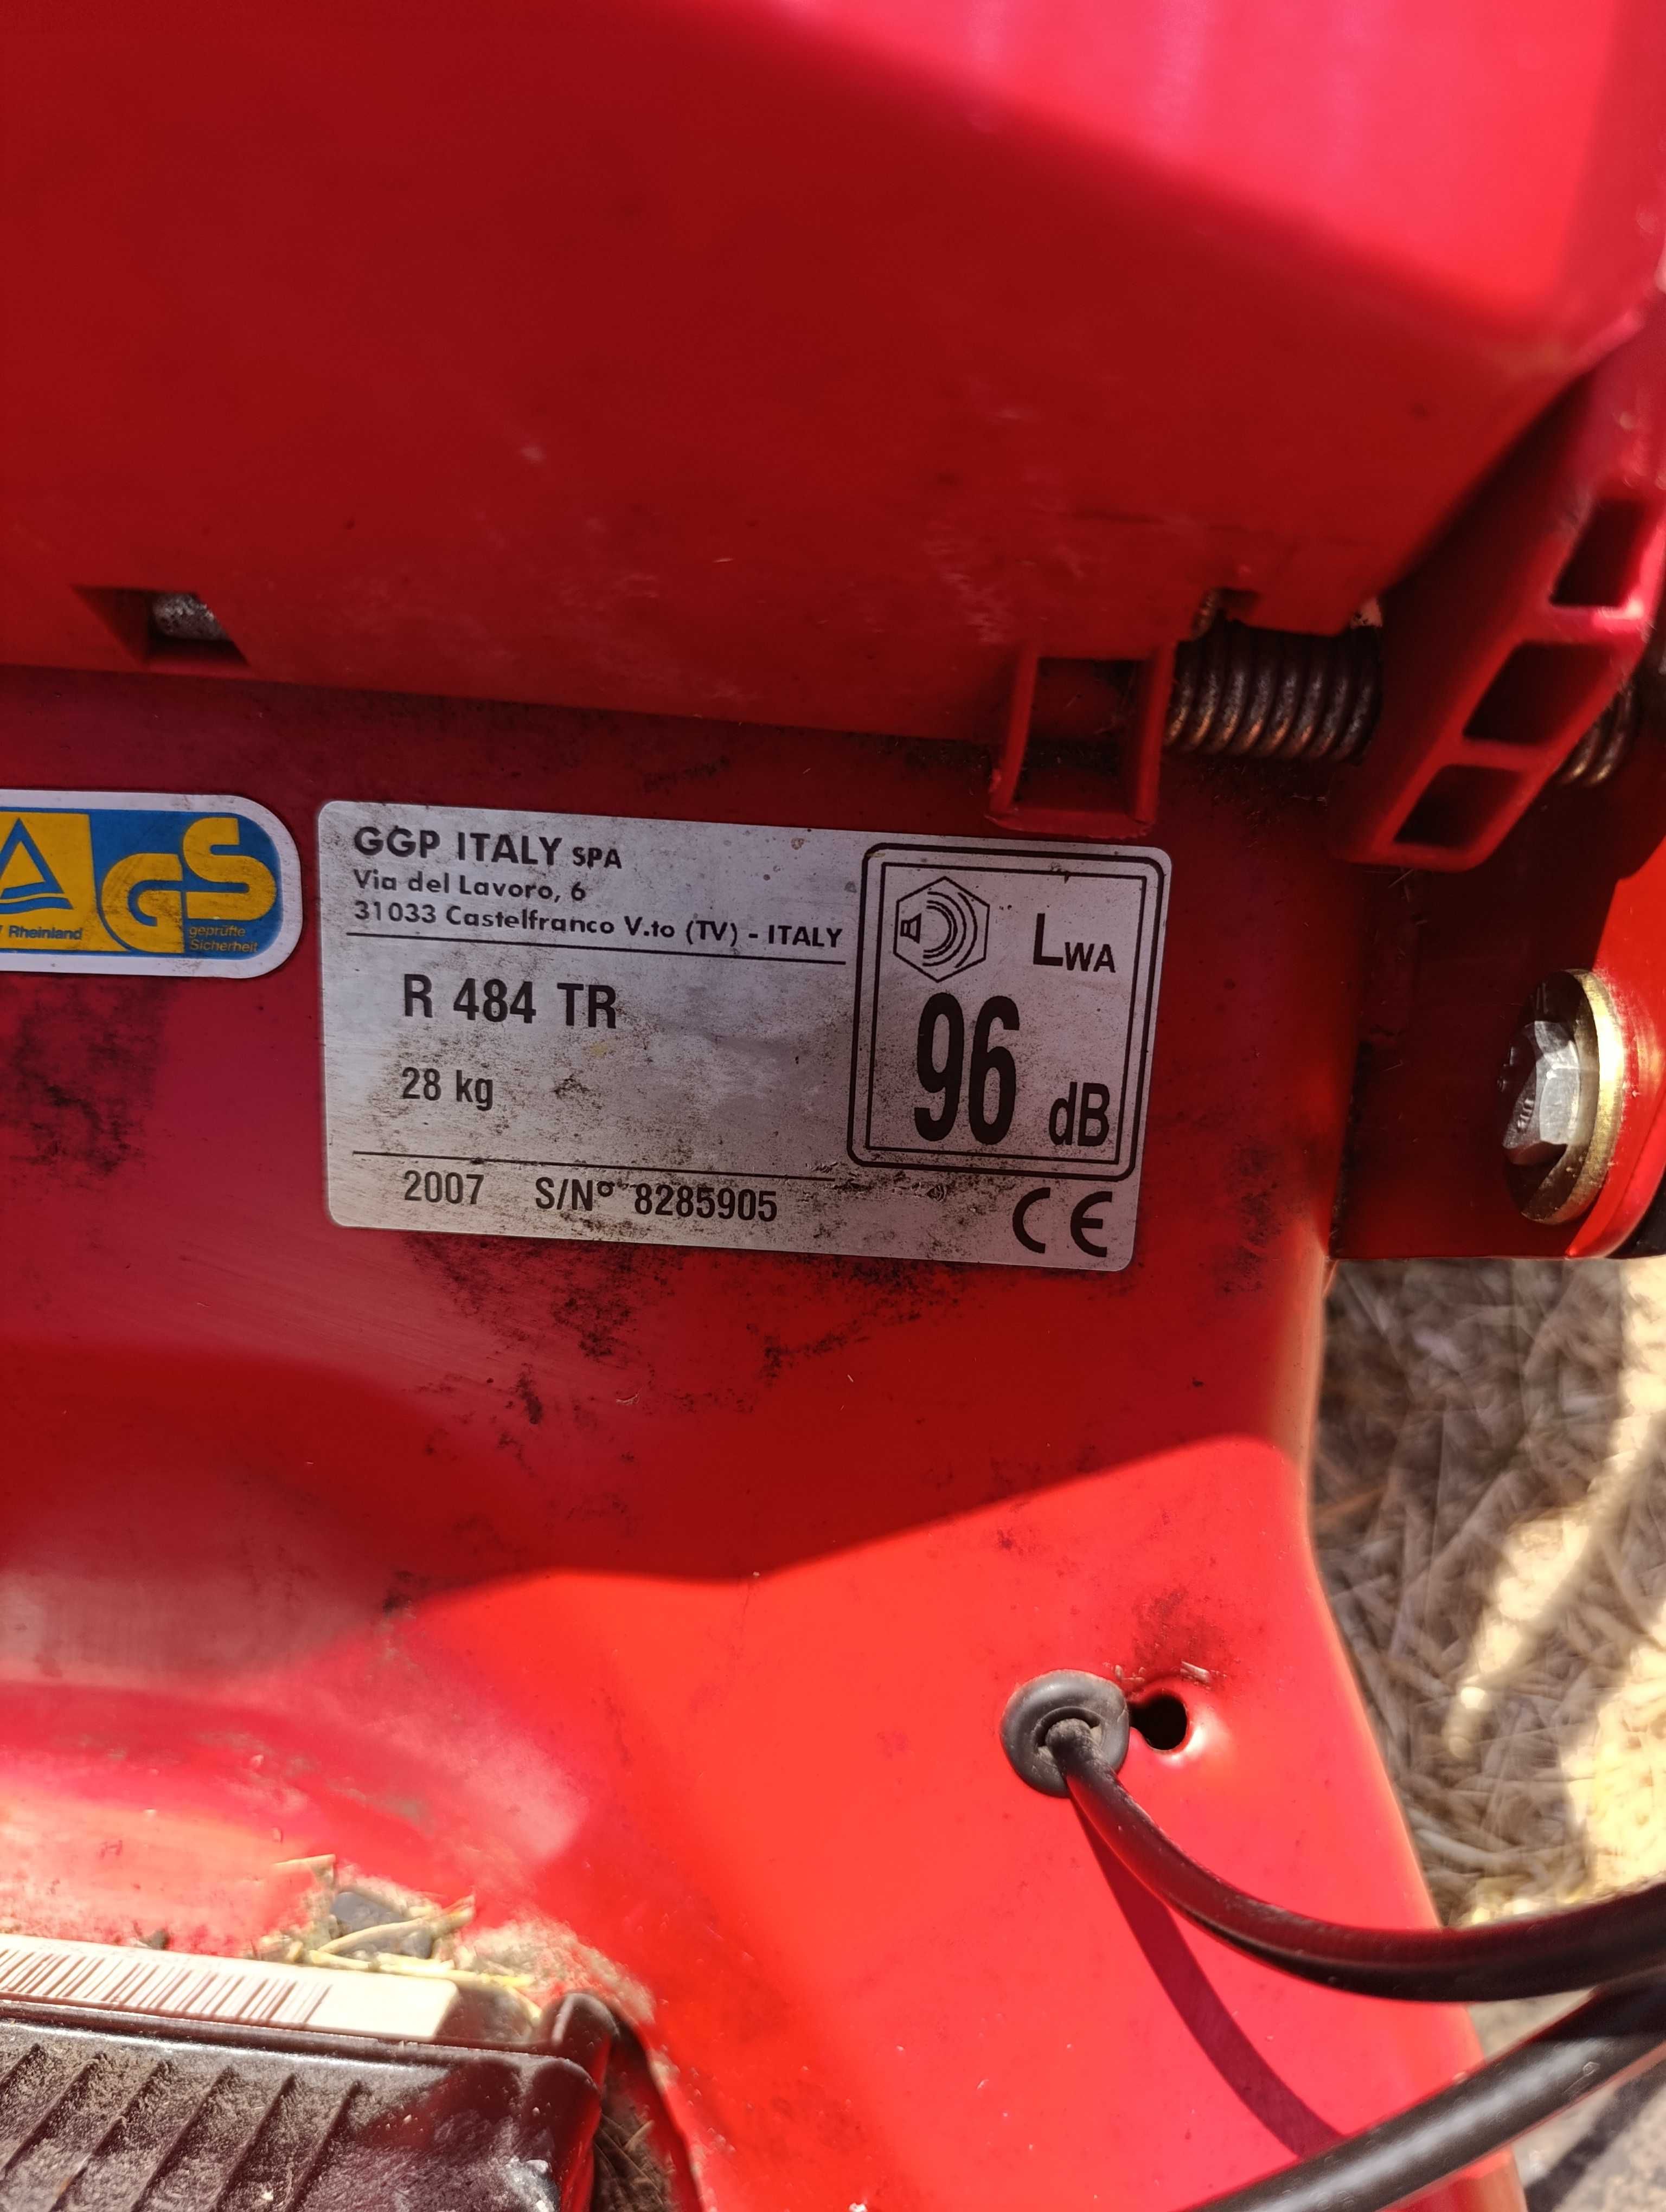 Rheinland
GS
geprüfte
Sicherheit
GGP ITALY SPA
Via del Lavoro, 6
31033 Castelfranco V.to (TV) - ITALY
R 484 TR
28 kg
2007 S/N° 8285905
LWA
96 dB
CE